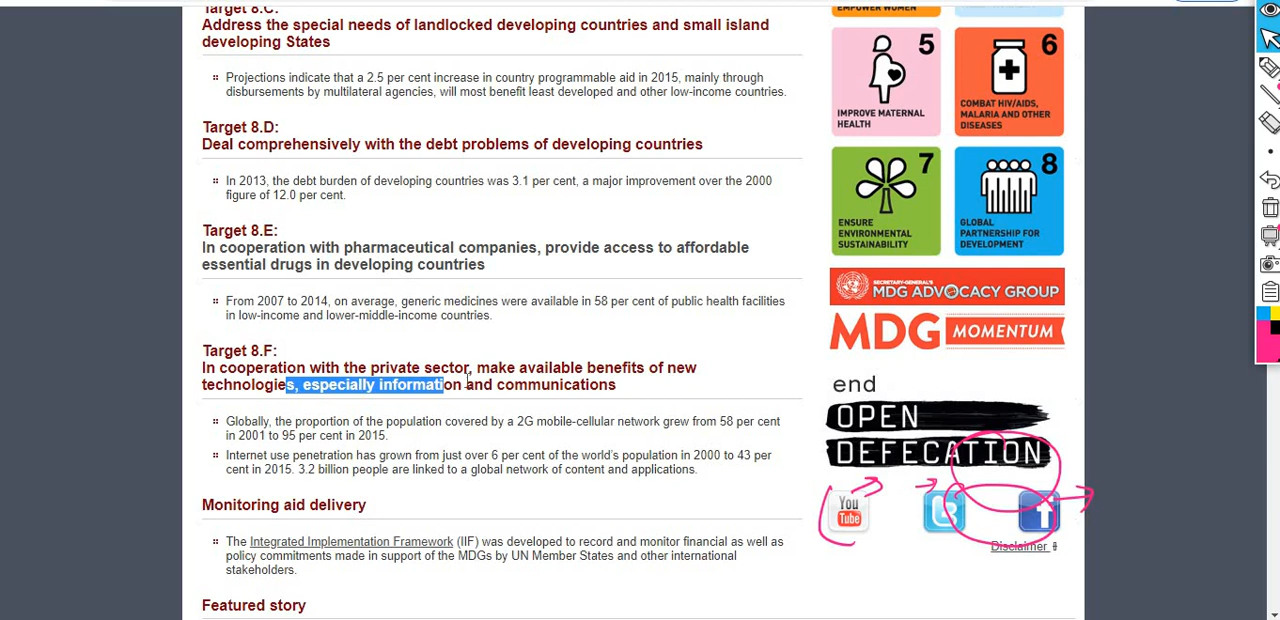 Target 8.C:
Address the special needs of landlocked developing countries and small island
developing States
Projections indicate that a 2.5 per cent increase in country programmable aid in 2015, mainly through
disbursements by multilateral agencies, will most benefit least developed and other low-income countries.
Target 8.D:
Deal comprehensively with the debt problems of developing countries
In 2013, the debt burden of developing countries was 3.1 per cent, a major improvement over the 2000
figure of 12.0 per cent.
Target 8.E:
In cooperation with pharmaceutical companies, provide access to affordable
essential drugs in developing countries
From 2007 to 2014, on average, generic medicines were available in 58 per cent of public health facilities
in low-income and lower-middle-income countries.
Target 8.F:
In cooperation with the private sector, make available benefits of new
technologies, especially information and communications
Globally, the proportion of the population covered by a 2G mobile-cellular network grew from 58 per cent
in 2001 to 95 per cent in 2015.
Internet use penetration has grown from just over 6 per cent of the world's population in 2000 to 43 per
cent in 2015. 3.2 billion people are linked to a global network of content and applications.
Monitoring aid delivery
The Integrated Implementation Framework (IIF) was developed to record and monitor financial as well as
policy commitments made in support of the MDGs by UN Member States and other international
stakeholders.
Featured story
EMPOWER WOMEN
5
IMPROVE MATERNAL
HEALTH
6
COMBAT HIV/AIDS,
MALARIA AND OTHER
DISEASES
7
ENSURE
ENVIRONMENTAL
SUSTAINABILITY
8
GLOBAL
PARTNERSHIP FOR
DEVELOPMENT
SECRETARY-GENERAL'S
MDG ADVOCACY GROUP
MDG MOMENTUM
end
OPEN
DEFECATION
You
Tube
t
f
Disclaimer